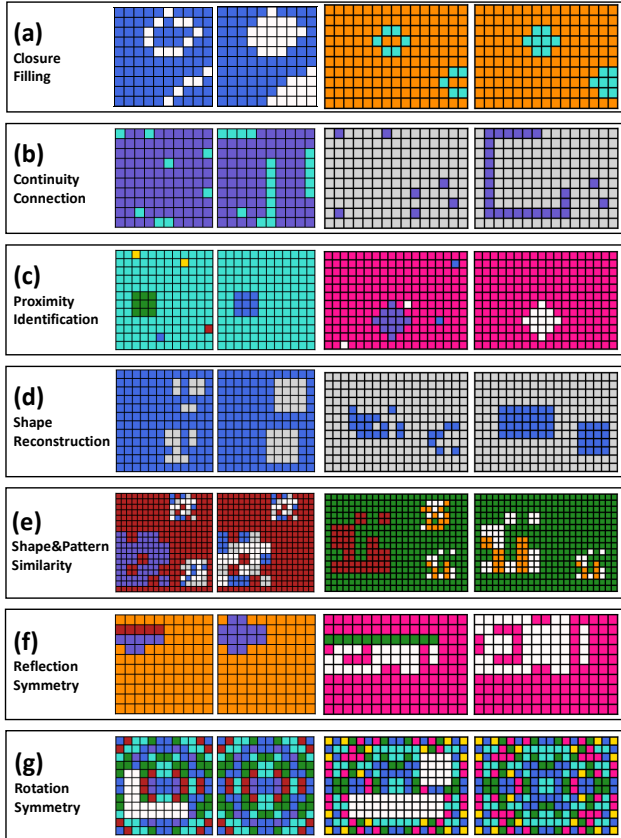 (a)
Closure
Filling
(b)
Continuity
Connection
(c)
Proximity
Identification
(d)
Shape
Reconstruction
(e)
Shape&Pattern
Similarity
(f)
Reflection
Symmetry
(g)
Rotation
Symmetry